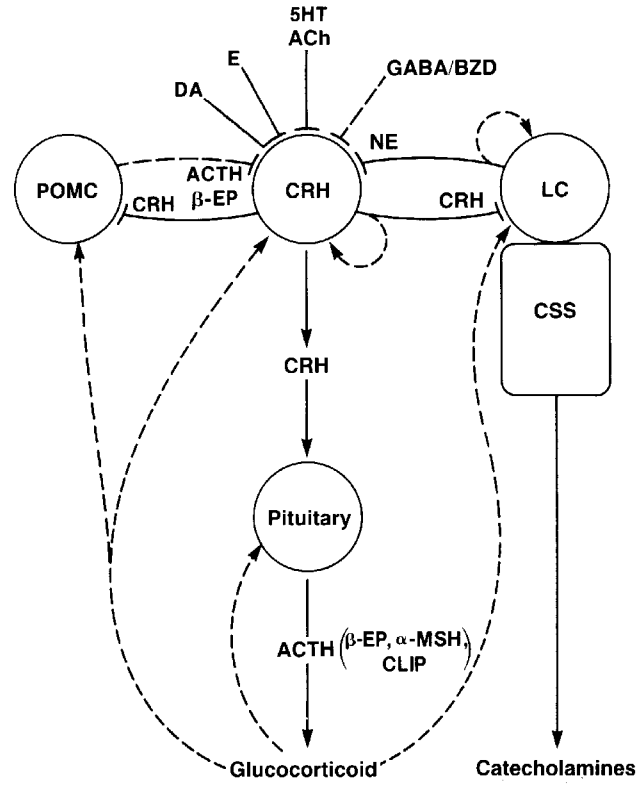 5HT
ACh
E
GABA/BZD
DA
NE
POMC
ACTH
β-EP
CRH
CRH
CRH
LC
CSS
CRH
Pituitary
ACTH (β-EP, α-MSH,
CLIP)
Glucocorticoid
Catecholamines